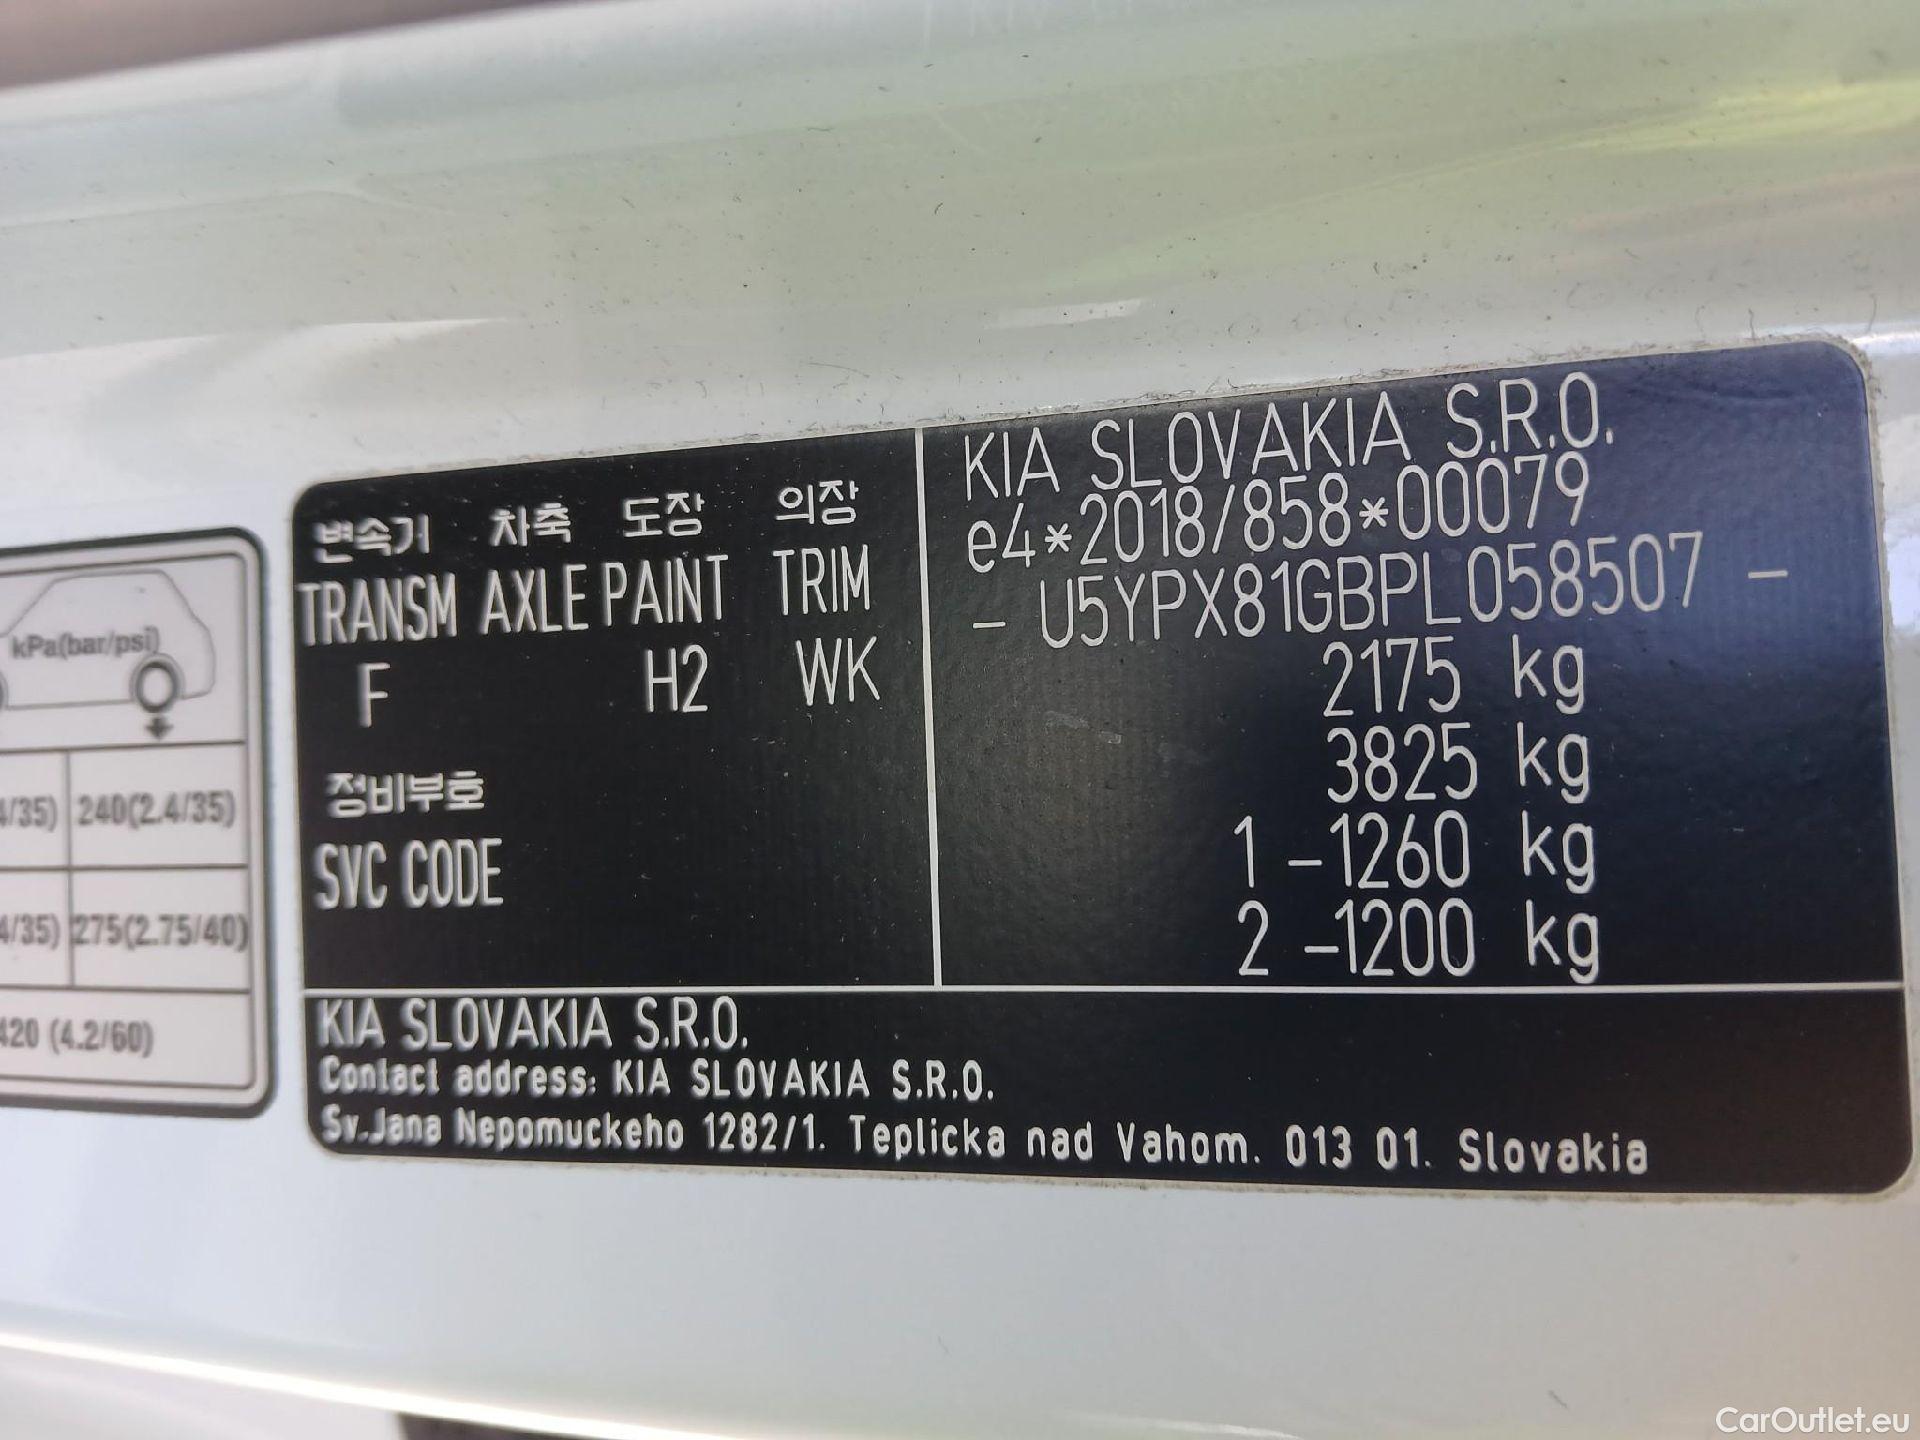 kPa(bar/psi)
4/35) 240(2.4/35)
4/35) 275(2.75/40)
420 (4.2/60)
변속기 차축 도장 의장
TRANSM AXLE PAINT TRIM
F H2 WK
정비부호
SVC CODE
KIA SLOVAKIA S.R.O.
e4*2018/858*00079
- U5YPX81GBPL058507 -
2175 kg
3825 kg
1 -1260 kg
2 -1200 kg
KIA SLOVAKIA S.R.O.
Contact address: KIA SLOVAKIA S.R.O.
Sv.Jana Nepomuckeho 1282/1. Teplicka nad Vahom. 013 01. Slovakia
CarOutlet.eu